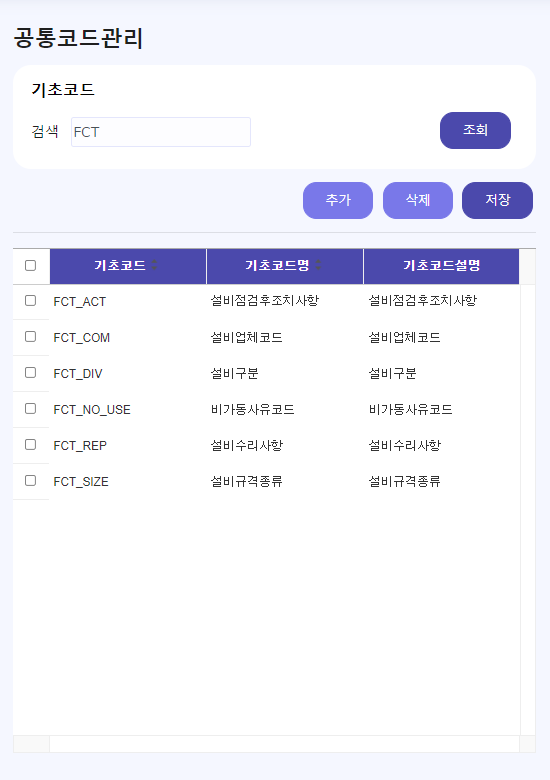 공통코드관리
기초코드
검색 FCT 조회
추가 삭제 저장
기초코드 기초코드명 기초코드설명
FCT_ACT 설비점검후조치사항 설비점검후조치사항
FCT_COM 설비업체코드 설비업체코드
FCT_DIV 설비구분 설비구분
FCT_NO_USE 비가동사유코드 비가동사유코드
FCT_REP 설비수리사항 설비수리사항
FCT_SIZE 설비규격종류 설비규격종류